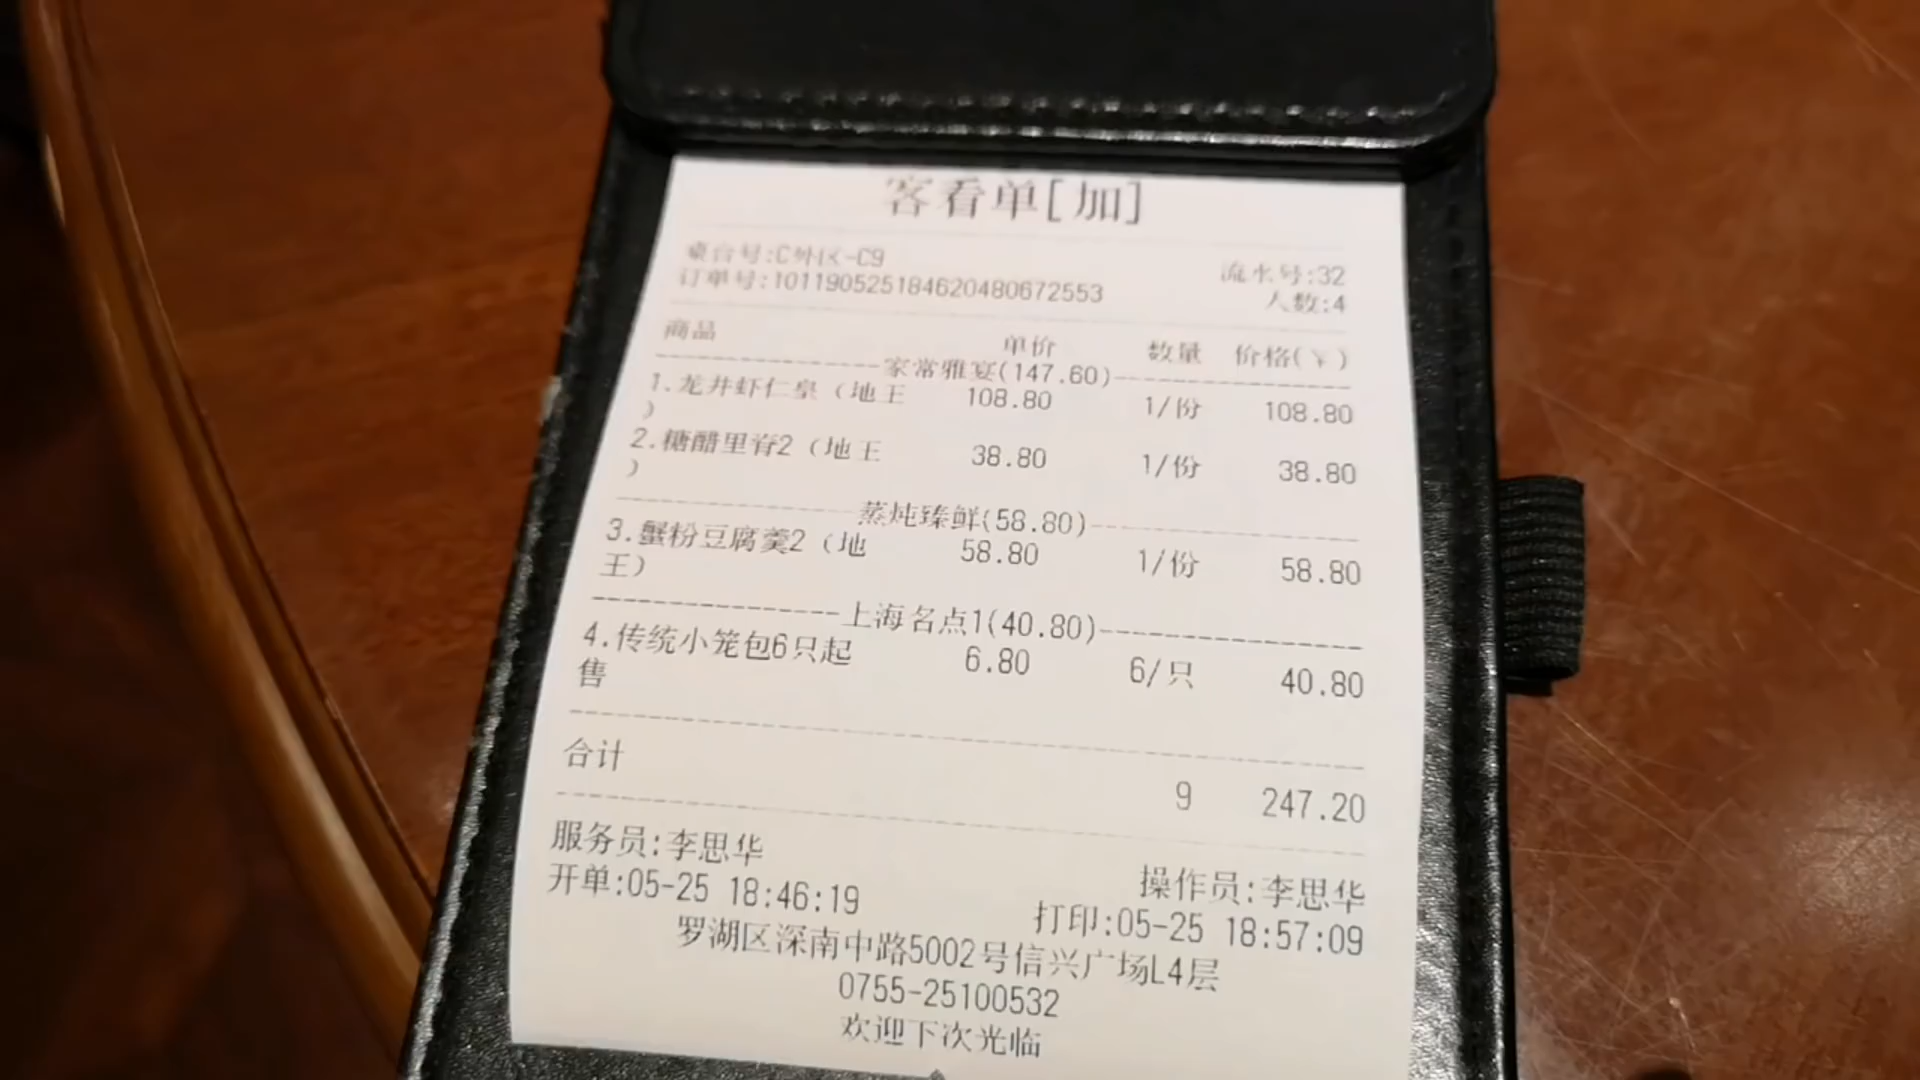 客看单[加]
桌台号:C外区-C9
流水号:32
订单号:101190525184620480672553
人数:4
商品 单价 数量 价格(¥)
家常雅宴(147.60)
1.龙井虾仁皇（地王 108.80 1/份 108.80
）
2.糖醋里脊2（地王 38.80 1/份 38.80
）
蒸炖臻鲜(58.80)
3.蟹粉豆腐羹2（地 58.80 1/份 58.80
王）
上海名点1(40.80)
4.传统小笼包6只起 6.80 6/只 40.80
售
合计 9 247.20
服务员:李思华 操作员:李思华
开单:05-25 18:46:19 打印:05-25 18:57:09
罗湖区深南中路5002号信兴广场L4层
0755-25100532
欢迎下次光临